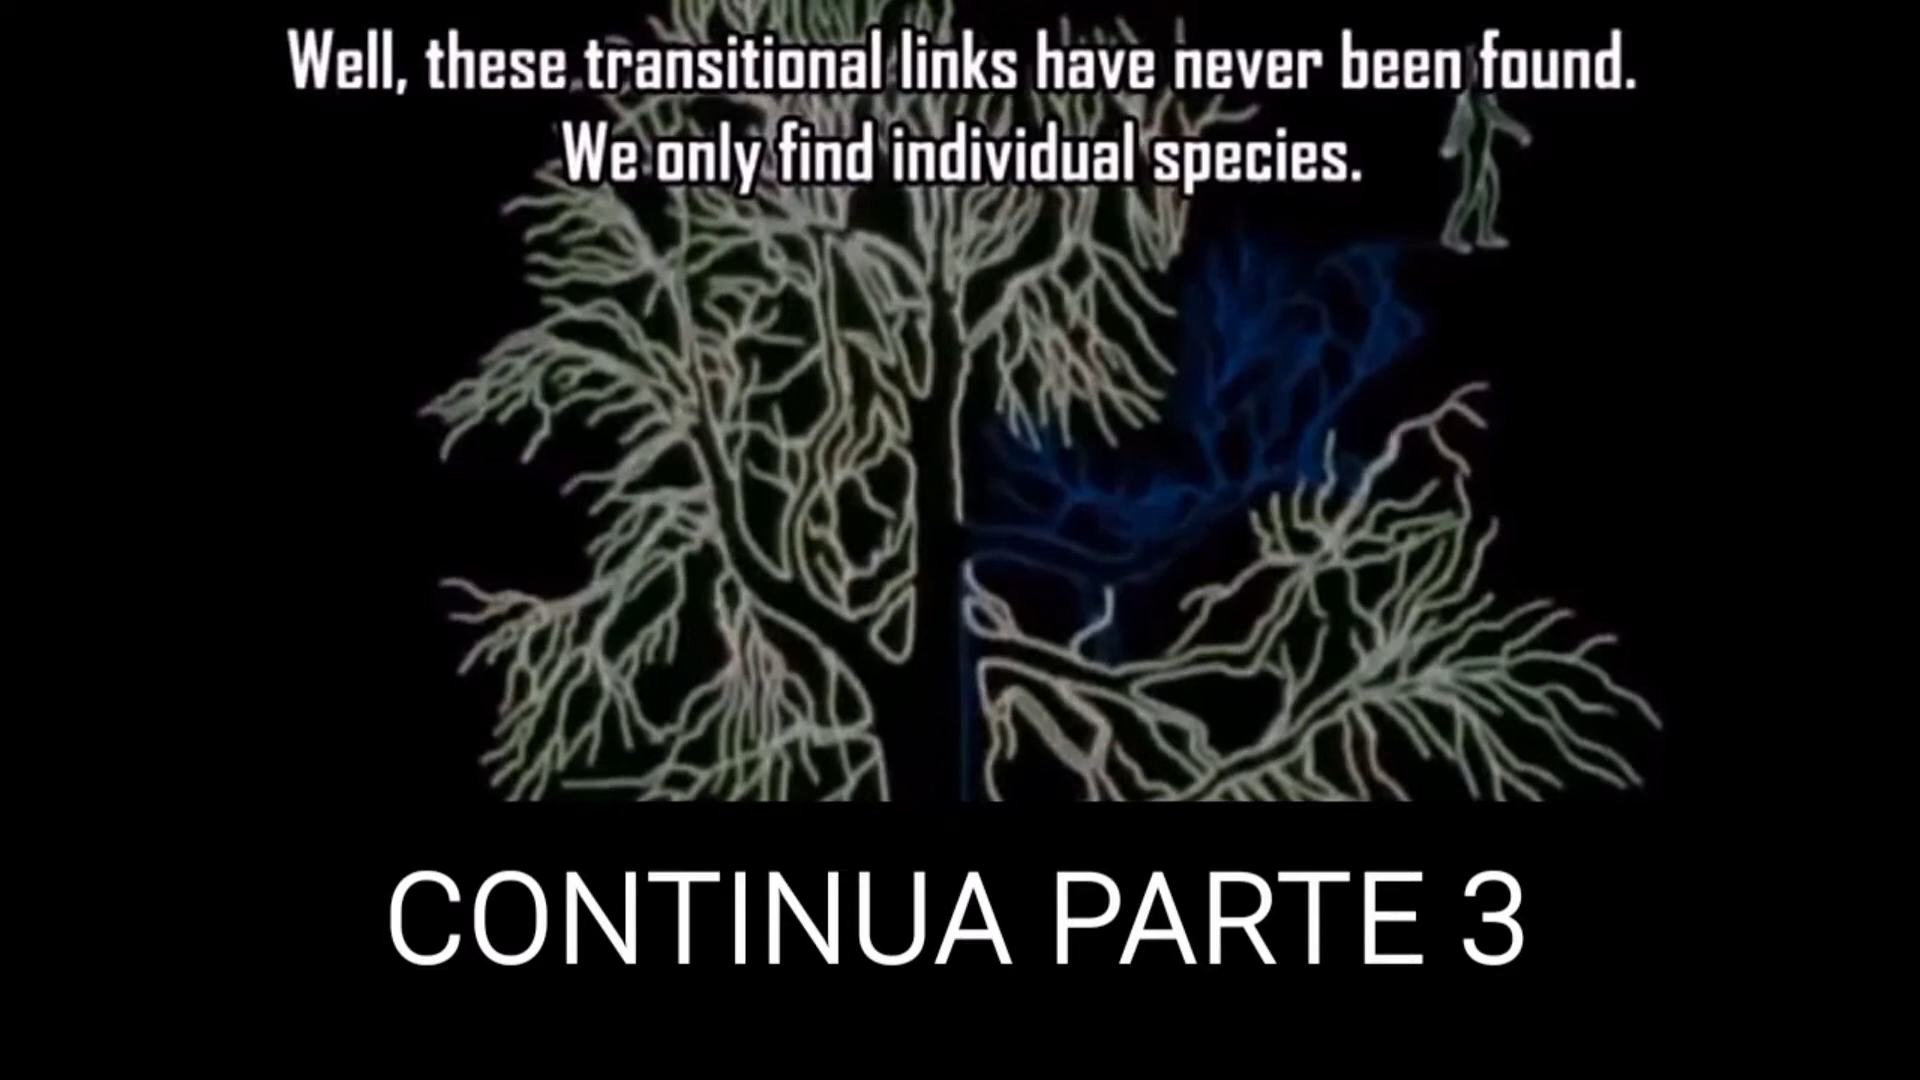 Well, these transitional links have never been found.
We only find individual species.
CONTINUA PARTE 3